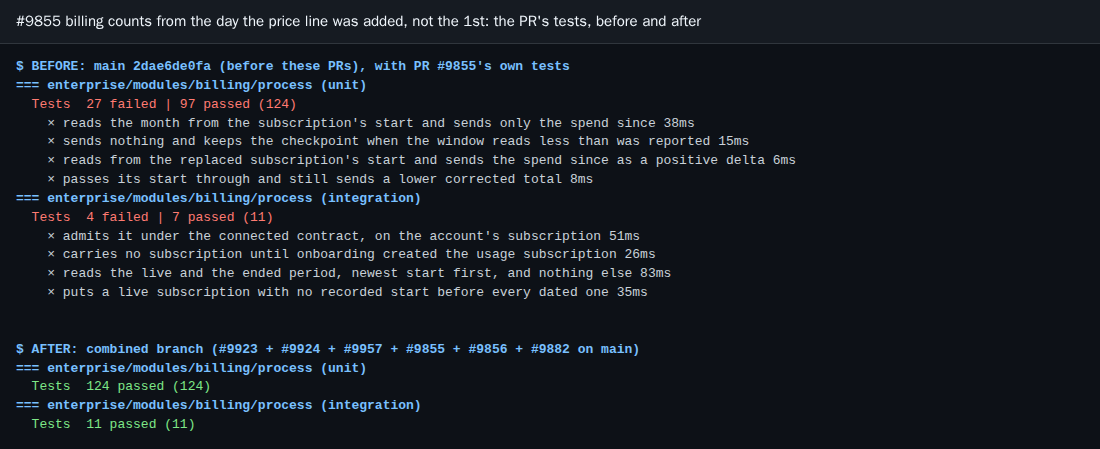 #9855 billing counts from the day the price line was added, not the 1st: the PR's tests, before and after
$ BEFORE: main 2dae6de0fa (before these PRs), with PR #9855's own tests
=== enterprise/modules/billing/process (unit)
Tests  27 failed | 97 passed (124)
× reads the month from the subscription's start and sends only the spend since 38ms
× sends nothing and keeps the checkpoint when the window reads less than was reported 15ms
× reads from the replaced subscription's start and sends the spend since as a positive delta 6ms
× passes its start through and still sends a lower corrected total 8ms
=== enterprise/modules/billing/process (integration)
Tests  4 failed | 7 passed (11)
× admits it under the connected contract, on the account's subscription 51ms
× carries no subscription until onboarding created the usage subscription 26ms
× reads the live and the ended period, newest start first, and nothing else 83ms
× puts a live subscription with no recorded start before every dated one 35ms
$ AFTER: combined branch (#9923 + #9924 + #9957 + #9855 + #9856 + #9882 on main)
=== enterprise/modules/billing/process (unit)
Tests  124 passed (124)
=== enterprise/modules/billing/process (integration)
Tests  11 passed (11)